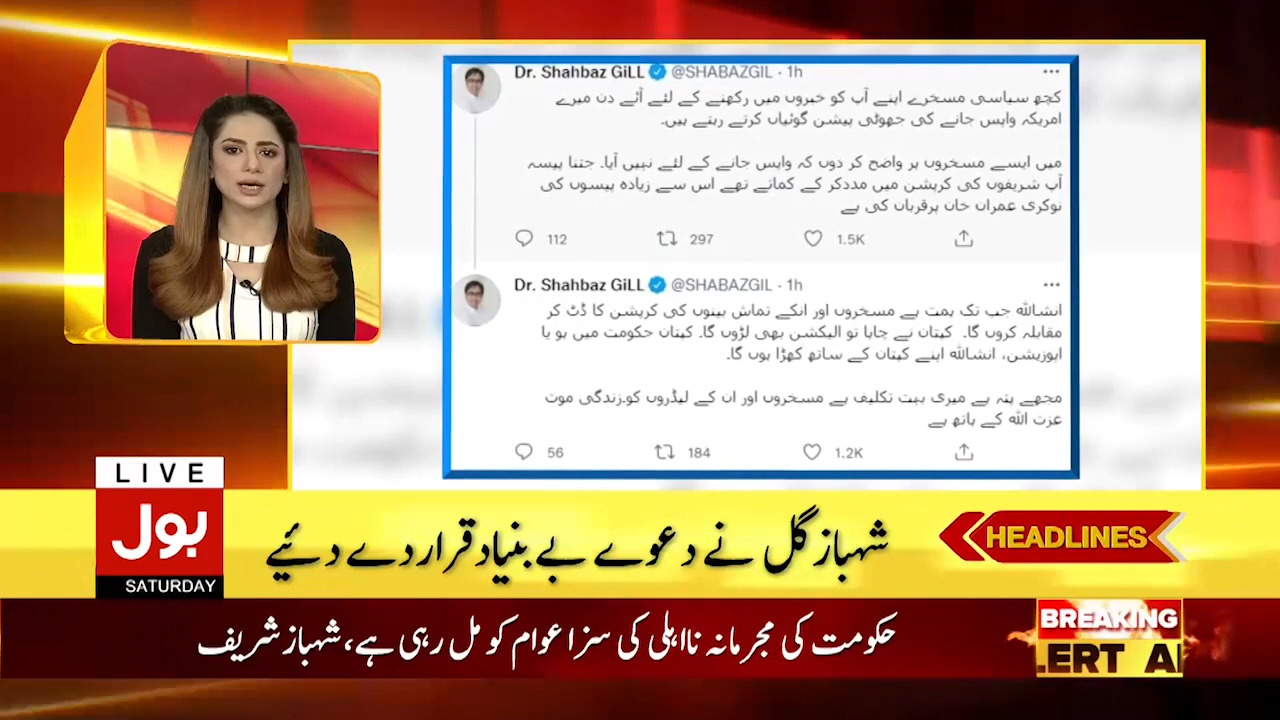 Dr. Shahbaz GiLL @SHABAZGIL · 1h
کچھ سیاسی مسخرے اپنے آپ کو خبروں میں رکھنے کے لئے آئے دن میرے
امریکہ واپس جانے کی جھوٹی پیشن گوئیاں کرتے رہتے ہیں۔
میں ایسے مسخروں پر واضح کر دوں کہ واپس جانے کے لئے نہیں آیا۔ جتنا پیسہ
آپ شریفوں کی کرپشن میں مددکر کے کماتے تھے اس سے زیادہ پیسوں کی
نوکری عمران خان پرقربان کی ہے
112 297 1.5K
Dr. Shahbaz GiLL @SHABAZGIL · 1h
انشاللہ جب تک ہمت ہے مسخروں اور انکے تماش بینوں کی کرپشن کا ڈٹ کر
مقابلہ کروں گا۔ کپتان نے چاہا تو الیکشن بھی لڑوں گا۔ کپتان حکومت میں ہو یا
اپوزیشن، انشاللہ اپنے کپتان کے ساتھ کھڑا ہوں گا۔
مجھے پتہ ہے میری بہت تکلیف ہے مسخروں اور ان کے لیڈروں کو۔زندگی موت
عزت اللہ کے ہاتھ ہے
56 184 1.2K
LIVE
بول
SATURDAY
شہباز گل نے دعوے بے بنیاد قرار دے دئیے
HEADLINES
حکومت کی مجرمانہ نااہلی کی سزا عوام کو مل رہی ہے، شہباز شریف
BREAKING
LERT A